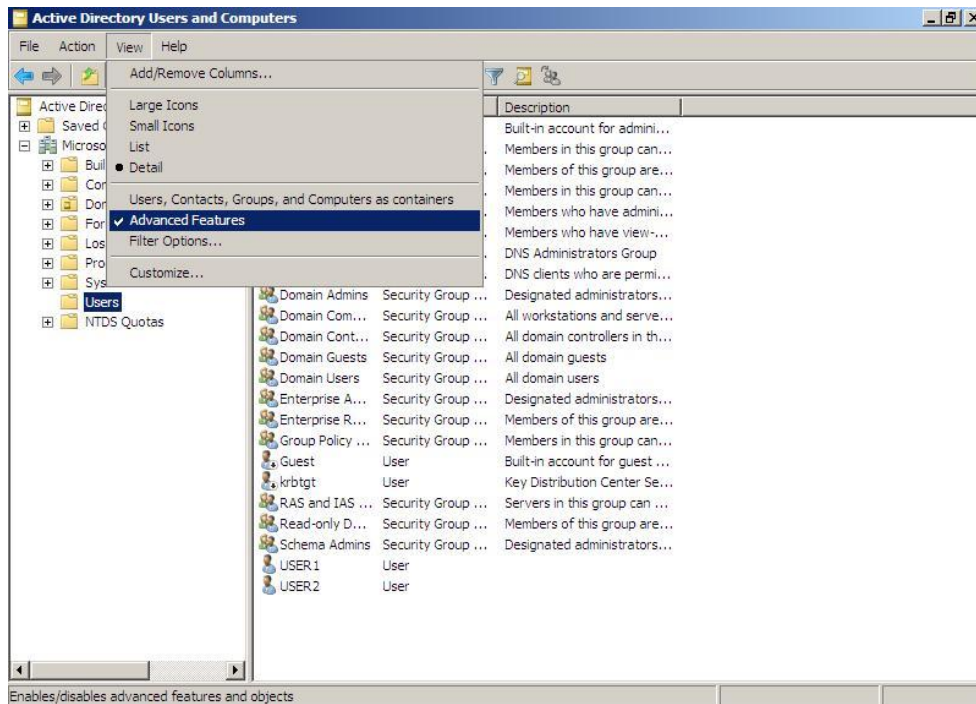 Active Directory Users and Computers
File Action View Help
Add/Remove Columns...
Large Icons
Small Icons
List
Detail
Users, Contacts, Groups, and Computers as containers
Advanced Features
Filter Options...
Customize...
Active Direc
Saved
Microso
Buil
Con
Dor
For
Los
Pro
Sys
Users
NTDS Quotas
Description
Built-in account for admini...
Members in this group can...
Members of this group are...
Members in this group can...
Members who have admini...
Members who have view-...
DNS Administrators Group
DNS clients who are permi...
Domain Admins Security Group ... Designated administrators...
Domain Com... Security Group ... All workstations and serve...
Domain Cont... Security Group ... All domain controllers in th...
Domain Guests Security Group ... All domain guests
Domain Users Security Group ... All domain users
Enterprise A... Security Group ... Designated administrators...
Enterprise R... Security Group ... Members of this group are...
Group Policy ... Security Group ... Members in this group can...
Guest User Built-in account for guest ...
krbtgt User Key Distribution Center Se...
RAS and IAS ... Security Group ... Servers in this group can ...
Read-only D... Security Group ... Members of this group are...
Schema Admins Security Group ... Designated administrators...
USER1 User
USER2 User
Enables/disables advanced features and objects